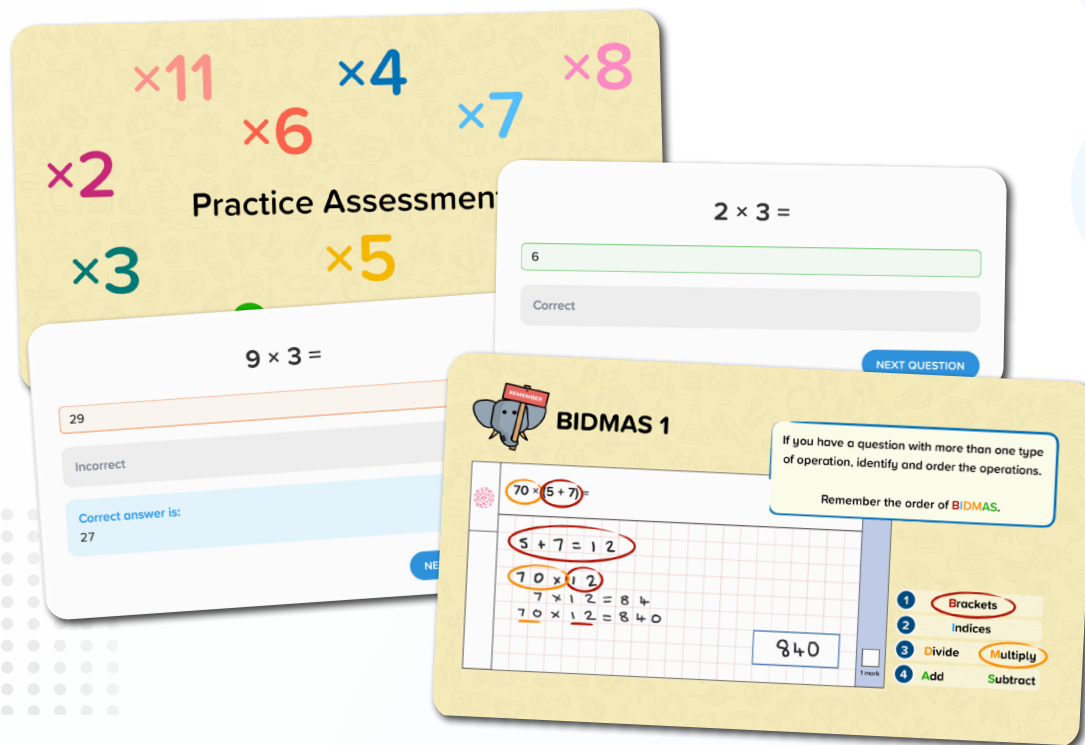 ×11
×4
×8
×6
×7
×2
Practice Assessment
×3
×5
2 × 3 =
6
Correct
NEXT QUESTION
9 × 3 =
29
Incorrect
Correct answer is:
27
NE
REMEMBER
BIDMAS 1
If you have a question with more than one type
of operation, identify and order the operations.
Remember the order of BIDMAS.
70 × (5 + 7) =
5 + 7 = 12
70 × 12
7 × 12 = 84
70 × 12 = 840
840
1 mark
1 Brackets
2 Indices
3 Divide Multiply
4 Add Subtract